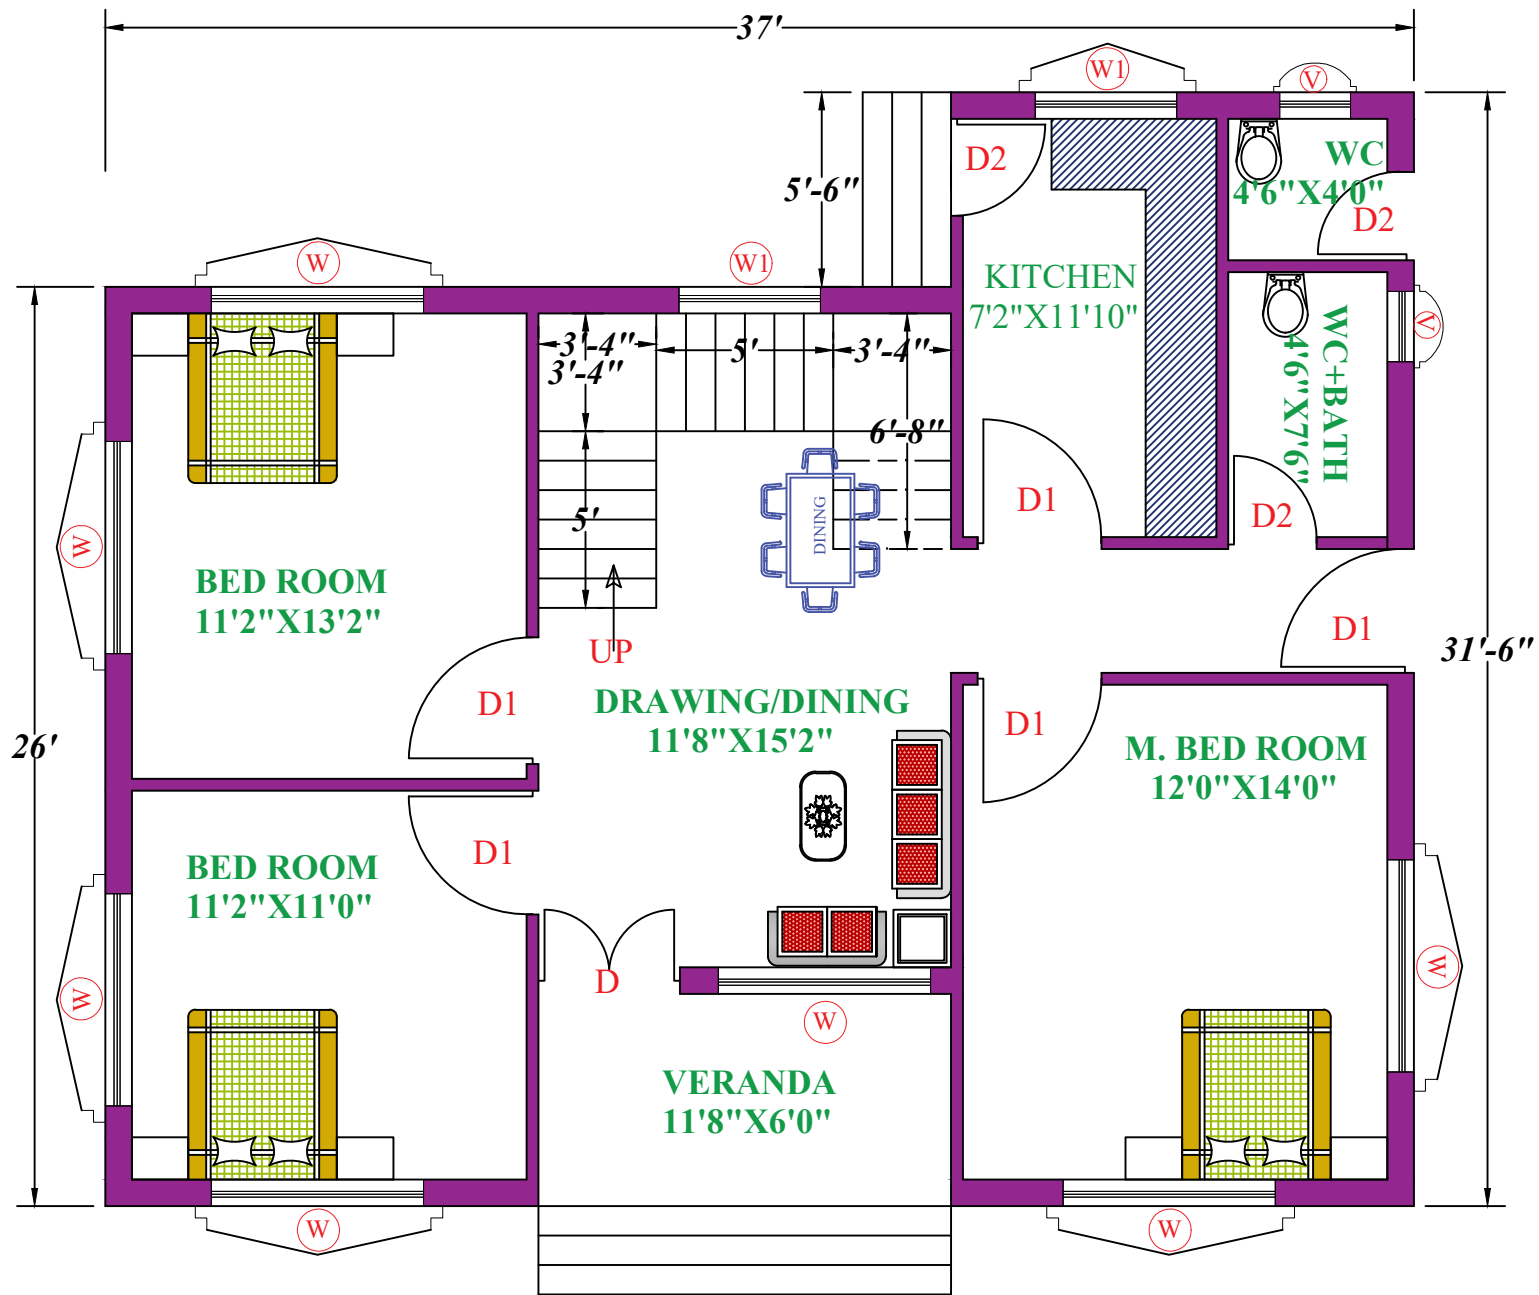 37'
W1
V
D2
WC
4'6"X4'0"
D2
5'-6"
W
W1
KITCHEN
7'2"X11'10"
V
3'-4"
5'
3'-4"
3'-4"
WC+BATH
4'6"X7'6"
6'-8"
D1
D2
DINING
5'
W
BED ROOM
11'2"X13'2"
UP
D1
31'-6"
D1
DRAWING/DINING
11'8"X15'2"
D1
26'
M. BED ROOM
12'0"X14'0"
D1
BED ROOM
11'2"X11'0"
W
D
W
W
VERANDA
11'8"X6'0"
W
W